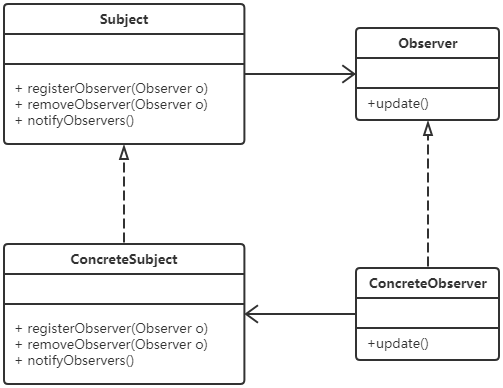 Subject
+ registerObserver(Observer o)
+ removeObserver(Observer o)
+ notifyObservers()
Observer
+update()
ConcreteSubject
+ registerObserver(Observer o)
+ removeObserver(Observer o)
+ notifyObservers()
ConcreteObserver
+update()